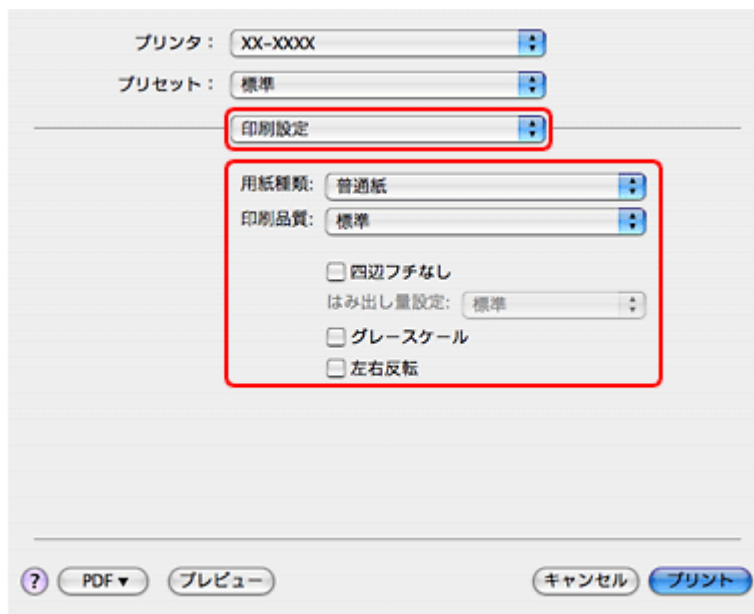 プリンタ： XX-XXXX
プリセット： 標準
印刷設定
用紙種類: 普通紙
印刷品質: 標準
四辺フチなし
はみ出し量設定: 標準
グレースケール
左右反転
? PDF▼ プレビュー キャンセル プリント